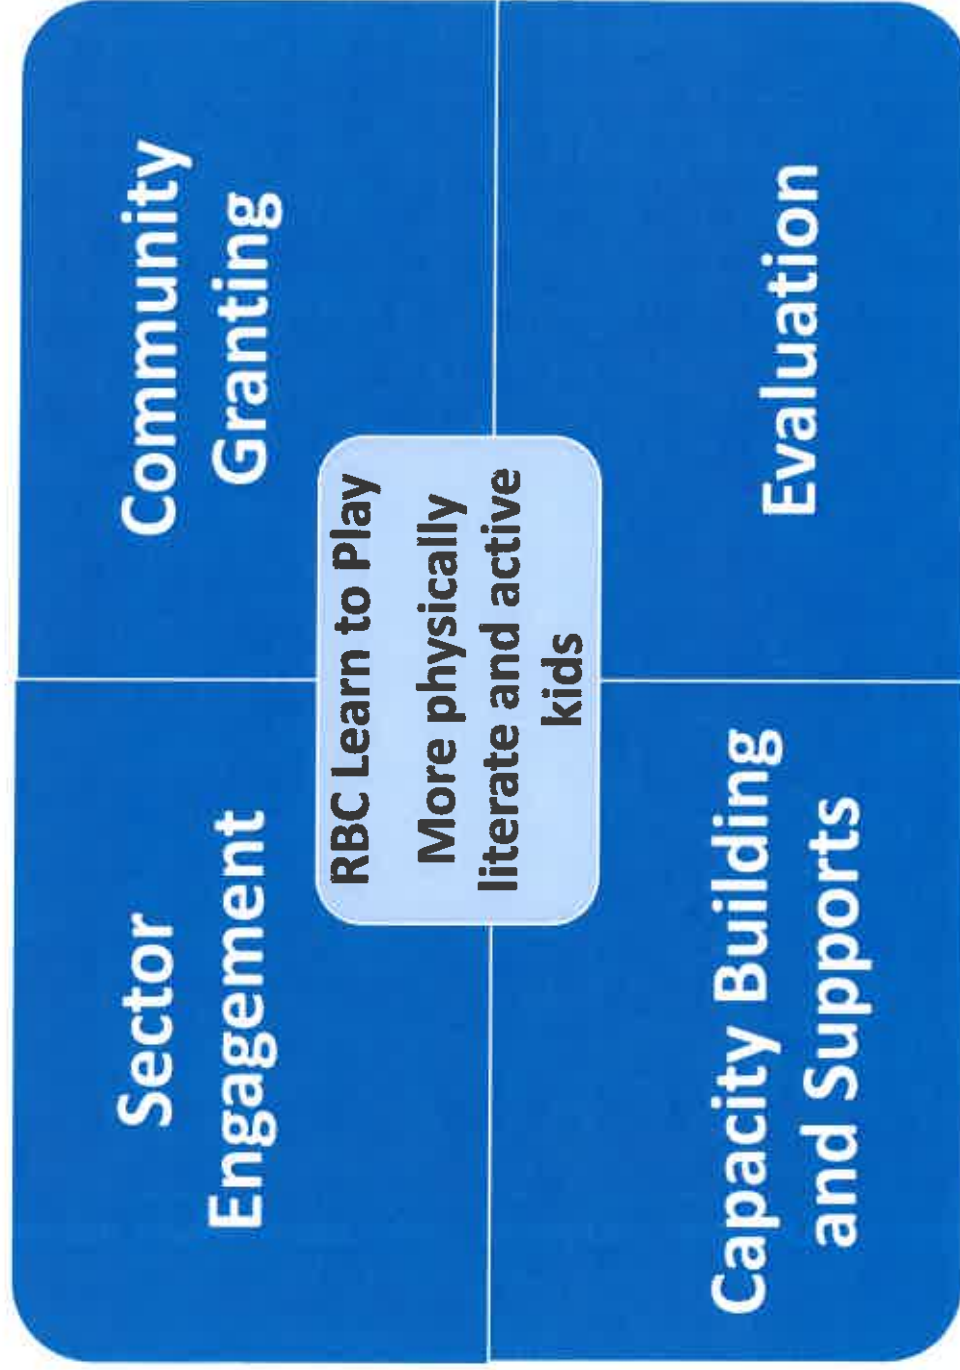 Sector
Engagement
Community
Granting
RBC Learn to Play
More physically
literate and active
kids
Capacity Building
and Supports
Evaluation